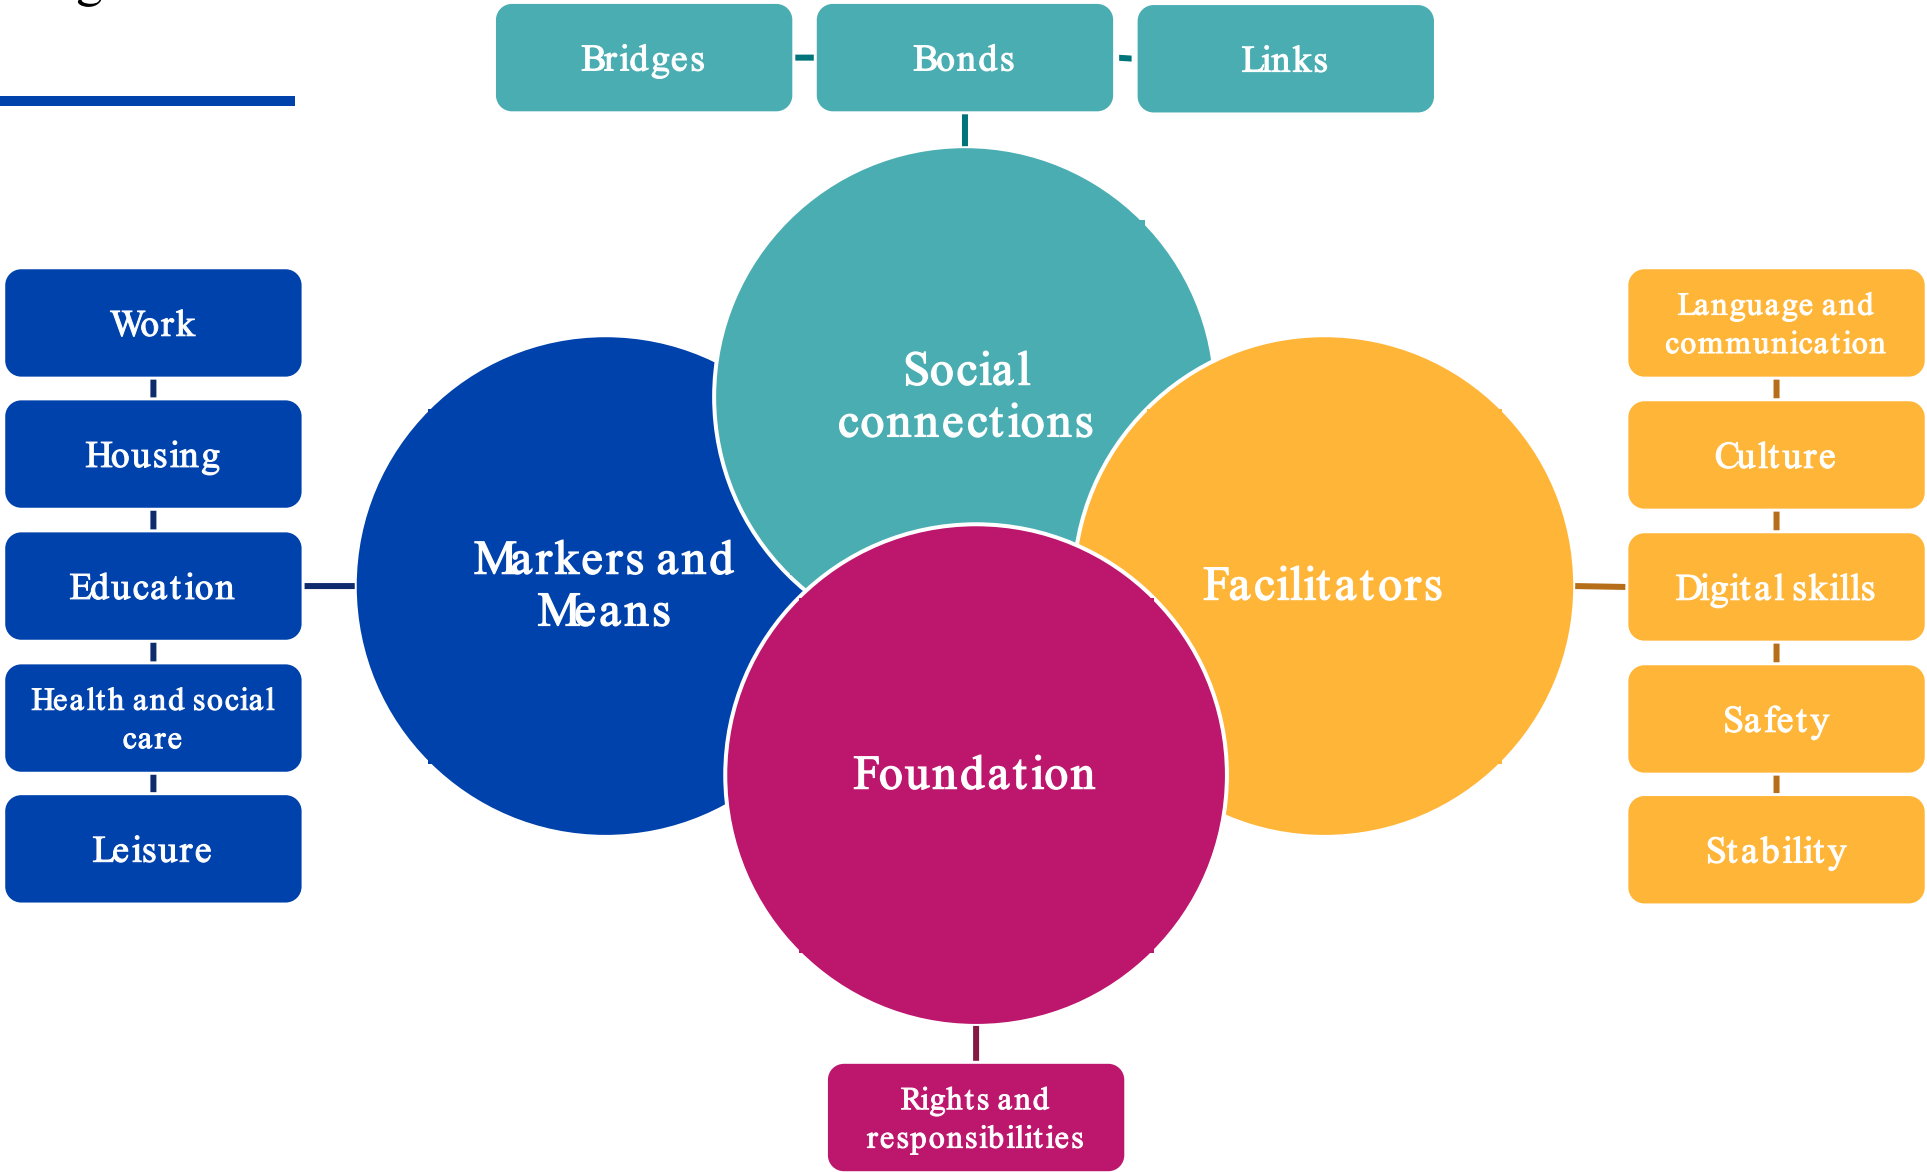 Bridges
Bonds
Links
Social
connections
Work
Housing
Education
Health and social
care
Leisure
Markers and
Means
Facilitators
Language and
communication
Culture
Digital skills
Safety
Stability
Foundation
Rights and
responsibilities